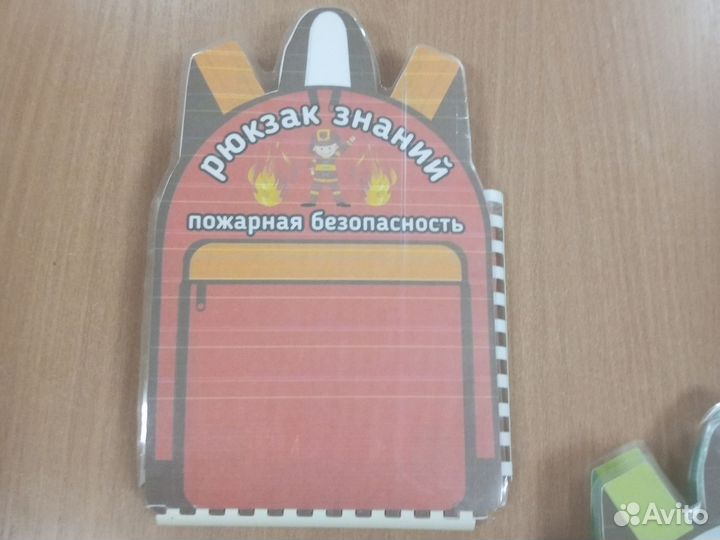 рюкзак знаний
пожарная безопасность
Avito